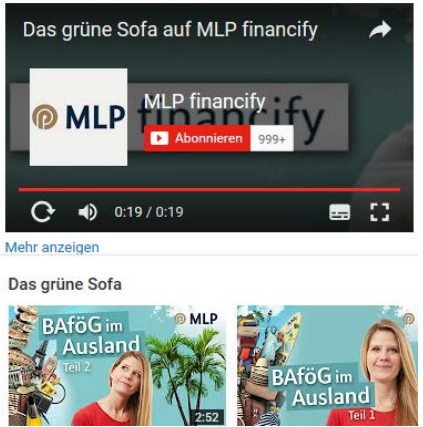 Das grüne Sofa auf MLP financify
MLP
MLP financify
financify
Abonnieren 999+
0:19 / 0:19
Mehr anzeigen
Das grüne Sofa
MLP
BAföG im
Ausland
Teil 2
2:52
BAföG im
Ausland
Teil 1